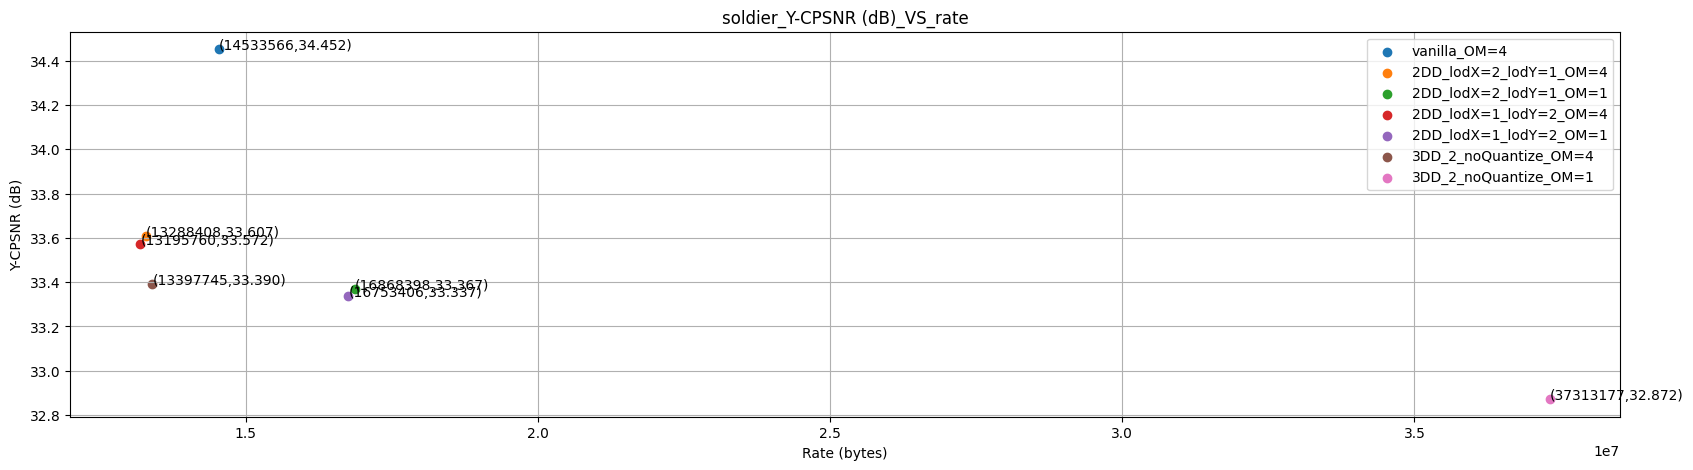 soldier_Y-CPSNR (dB)_VS_rate
(14533566,34.452)
vanilla_OM=4
2DD_lodX=2_lodY=1_OM=4
2DD_lodX=2_lodY=1_OM=1
2DD_lodX=1_lodY=2_OM=4
2DD_lodX=1_lodY=2_OM=1
3DD_2_noQuantize_OM=4
3DD_2_noQuantize_OM=1
34.4
34.2
34.0
33.8
33.6
33.4
33.2
33.0
32.8
Y-CPSNR (dB)
(13288408,33.607)
(13195760,33.572)
(13397745,33.390)
(16868398,33.367)
(16753406,33.337)
(37313177,32.872)
1.5
2.0
2.5
3.0
3.5
1e7
Rate (bytes)